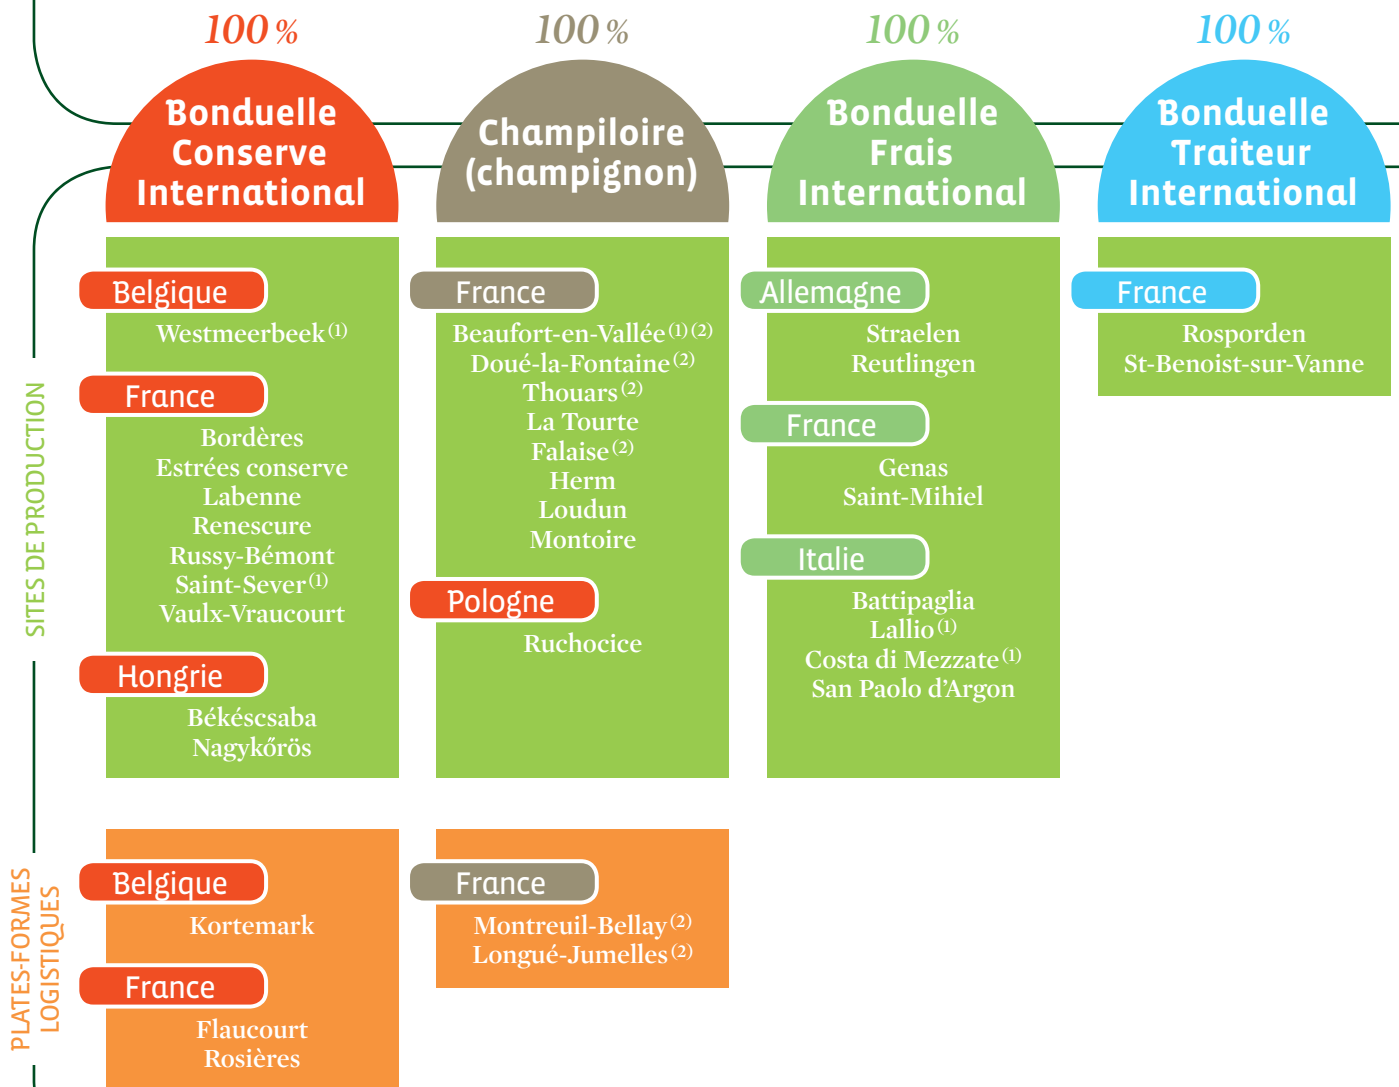 100 %
Bonduelle
Conserve
International
100 %
Champiloire
(champignon)
100 %
Bonduelle
Frais
International
100 %
Bonduelle
Traiteur
International
SITES DE PRODUCTION
Belgique
Westmeerbeek (1)
France
Bordères
Estrées conserve
Labenne
Renescure
Russy-Bémont
Saint-Sever (1)
Vaulx-Vraucourt
Hongrie
Békéscsaba
Nagykőrös
France
Beaufort-en-Vallée (1) (2)
Doué-la-Fontaine (2)
Thouars (2)
La Tourte
Falaise (2)
Herm
Loudun
Montoire
Pologne
Ruchocice
Allemagne
Straelen
Reutlingen
France
Genas
Saint-Mihiel
Italie
Battipaglia
Lallio (1)
Costa di Mezzate (1)
San Paolo d'Argon
France
Rosporden
St-Benoist-sur-Vanne
PLATES-FORMES
LOGISTIQUES
Belgique
Kortemark
France
Flaucourt
Rosières
France
Montreuil-Bellay (2)
Longué-Jumelles (2)